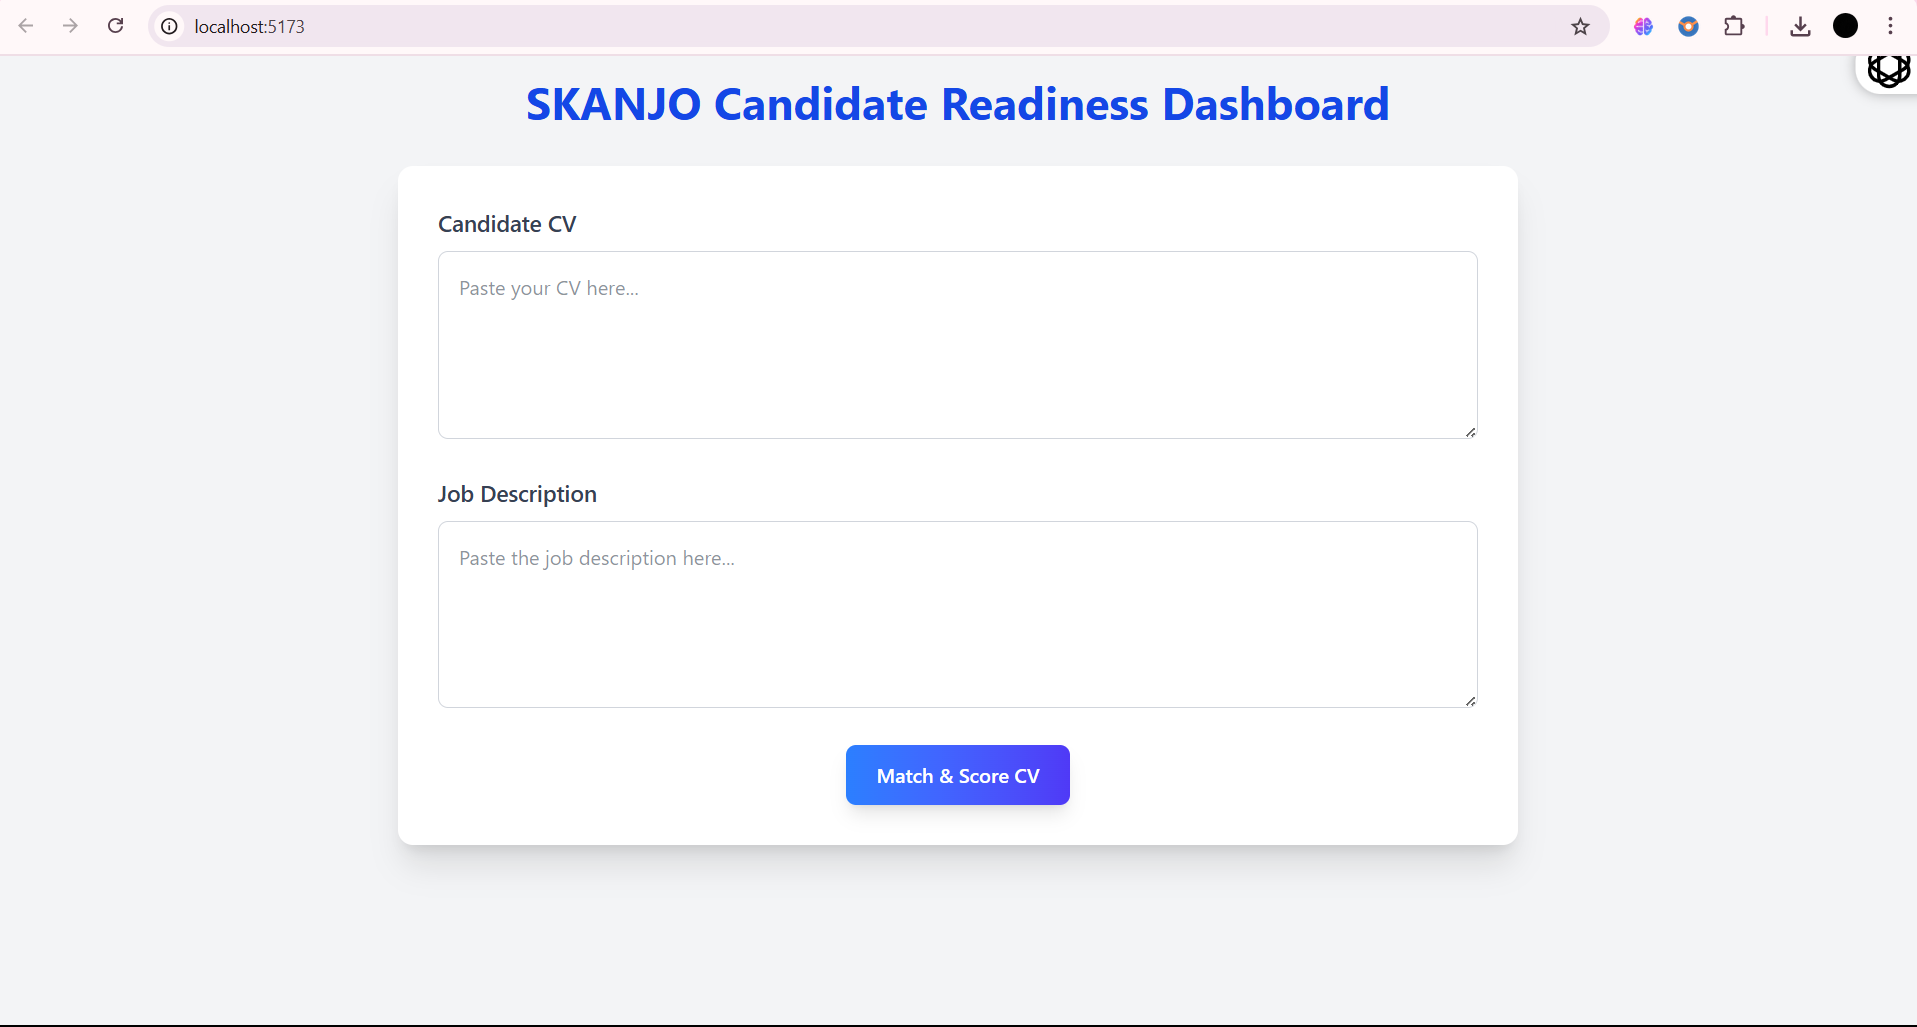 localhost:5173
SKANJO Candidate Readiness Dashboard
Candidate CV
Paste your CV here...
Job Description
Paste the job description here...
Match & Score CV